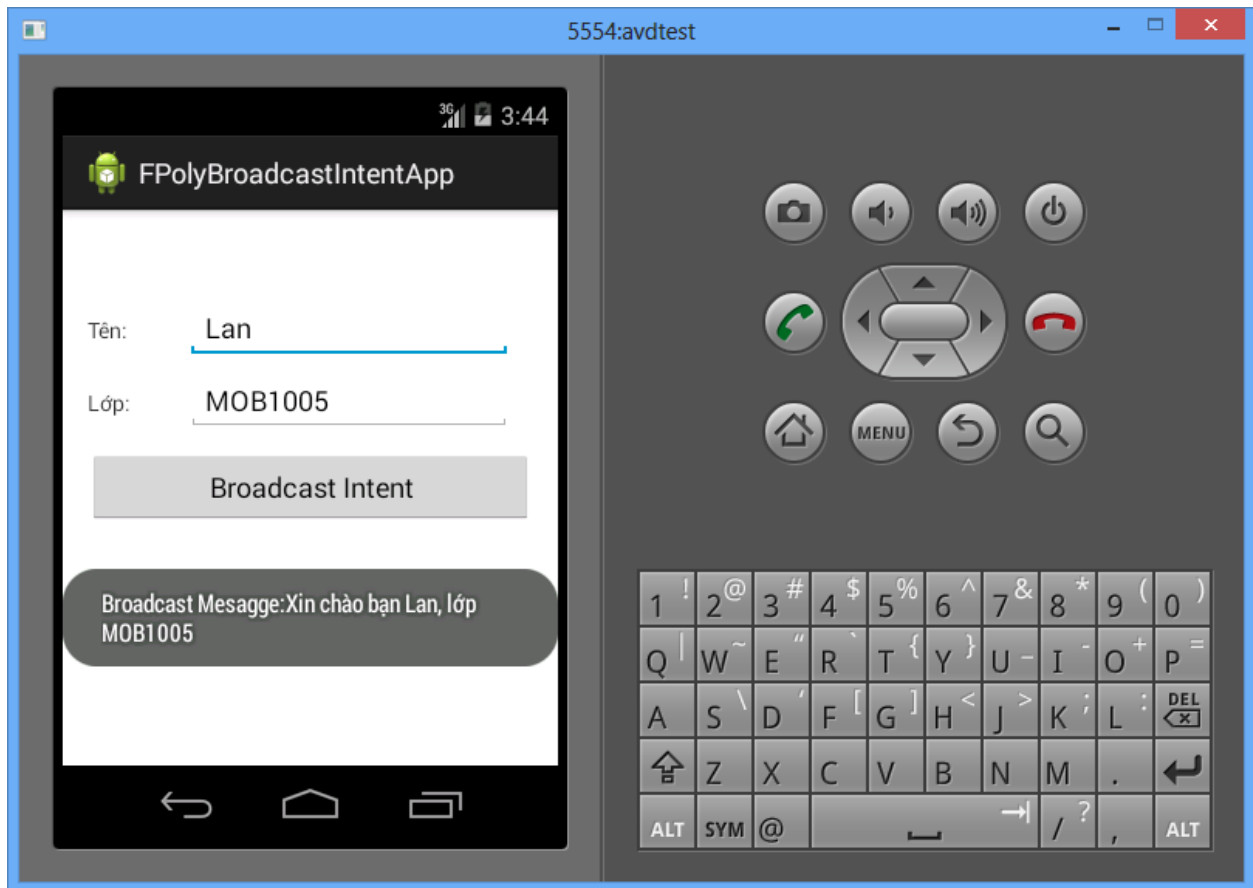 5554:avdtest
3G 3:44
FPolyBroadcastIntentApp
Tên: Lan
Lớp: MOB1005
Broadcast Intent
Broadcast Mesagge:Xin chào bạn Lan, lớp
MOB1005
MENU
1 ! 2 @ 3 # 4 $ 5 % 6 ^ 7 & 8 * 9 ( 0 )
Q | W ~ E “ R ` T { Y } U _ I - O + P =
A S \ D ‘ F [ G ] H < J > K ; L : DEL
Z X C V B N M .
ALT SYM @ / ? , ALT